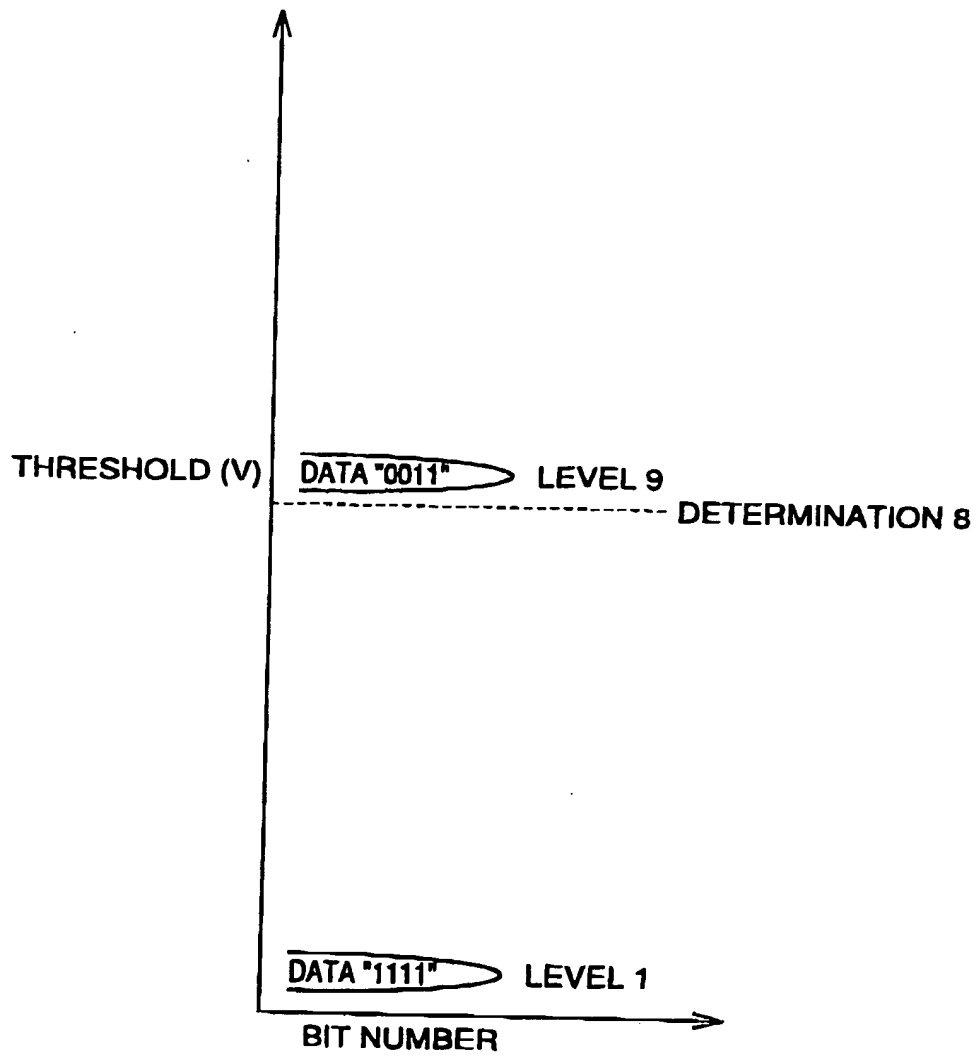 THRESHOLD (V)
DATA "0011"
LEVEL 9
DETERMINATION 8
DATA "1111"
LEVEL 1
BIT NUMBER